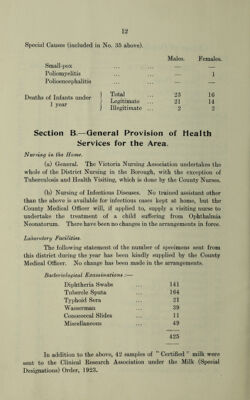 12
Special Causes (included in No. 35 above).
Males. Females.
Small-pox ... ... — —
Poliomyelitis ... ... — 1
Polioencephalitis ... ... — —
Deaths of Infants under 1 year } Total ... 23 16
Legitimate ... 21 14
Illegitimate ... 2 2
Section B.—General Provision of Health
Services for the Area.
Nursing in the Home.
(a) General. The Victoria Nursing Association undertakes the
whole of the District Nursing in the Borough, with the exception of
Tuberculosis and Health Visiting, which is done by the County Nurses.
(b) Nursing of Infectious Diseases. No trained assistant other
than the above is available for infectious cases kept at home, but the
County Medical Officer will, if applied to, supply a visiting nurse to
undertake the treatment of a child suffering from Ophthalmia
Neonatorum. There have been no changes in the arrangements in force.
Laboratory Facilities.
The following statement of the number of specimens sent from
this district during the year has been kindly supplied by the County
Medical Officer. No change has been made in the arrangements.
Bacteriological Examinations:—
Diphtheria Swabs ... 141
Tubercle Sputa ... 164
Typhoid Sera ... 21
Wasserman ... 39
Gonococcal Slides ... 11
Miscellaneous ... 49
425
In addition to the above, 42 samples of " Certified " milk were
sent to the Clinical Research Association under the Milk (Special
Designations) Order, 1923.